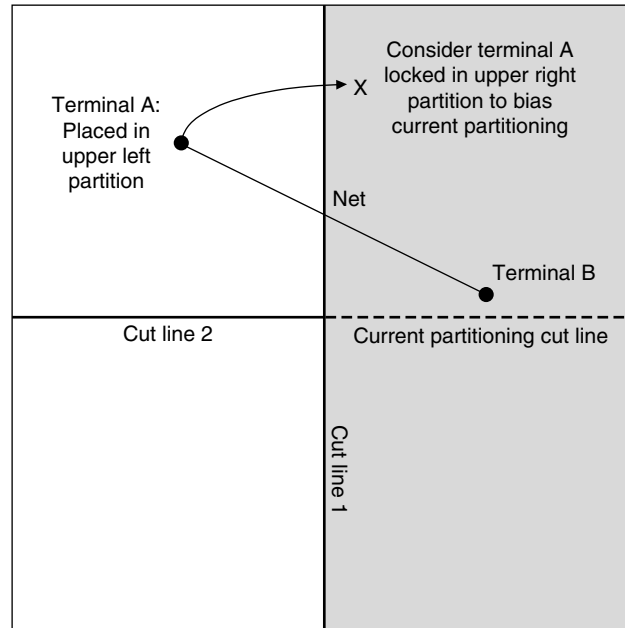 Terminal A:
Placed in
upper left
partition
X
Consider terminal A
locked in upper right
partition to bias
current partitioning
Net
Terminal B
Cut line 2
Current partitioning cut line
Cut line 1